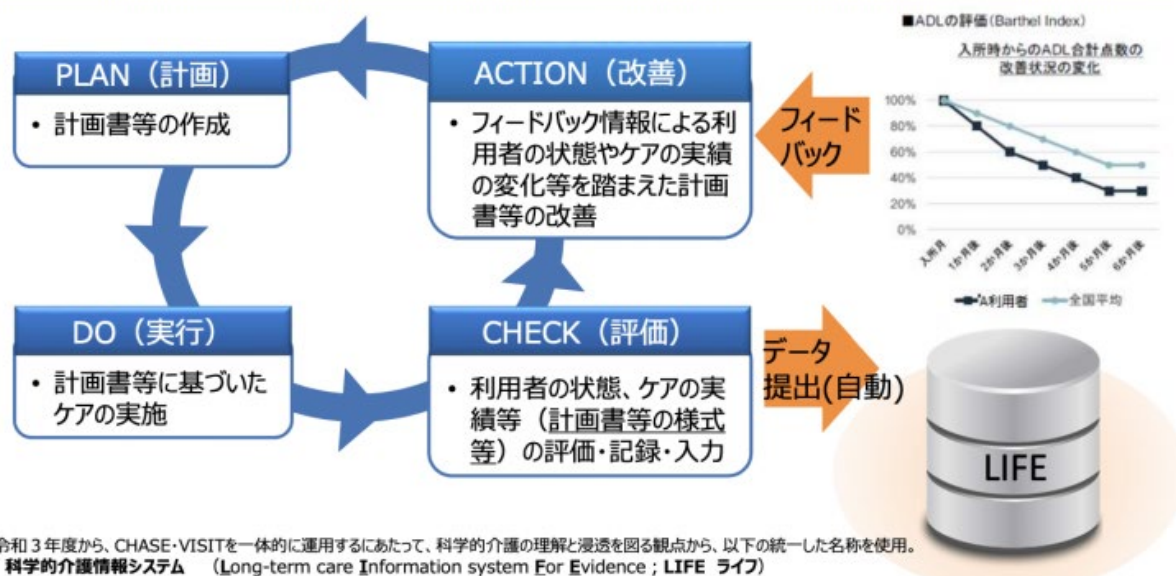 PLAN（計画）
・ 計画書等の作成
ACTION（改善）
・ フィードバック情報による利
用者の状態やケアの実績
の変化等を踏まえた計画
書等の改善
フィード
バック
■ADLの評価(Barthel Index)
入所時からのADL合計点数の
改善状況の変化
100%
80%
60%
40%
20%
0%
入所月
1か月後
2か月後
3か月後
4か月後
5か月後
6か月後
A利用者
全国平均
DO（実行）
・ 計画書等に基づいた
ケアの実施
CHECK（評価）
・ 利用者の状態、ケアの実
績等（計画書等の様式
等）の評価・記録・入力
データ
提出(自動)
LIFE
令和３年度から、CHASE・VISITを一体的に運用するにあたって、科学的介護の理解と浸透を図る観点から、以下の統一した名称を使用。
科学的介護情報システム （Long-term care Information system For Evidence ; LIFE ライフ）